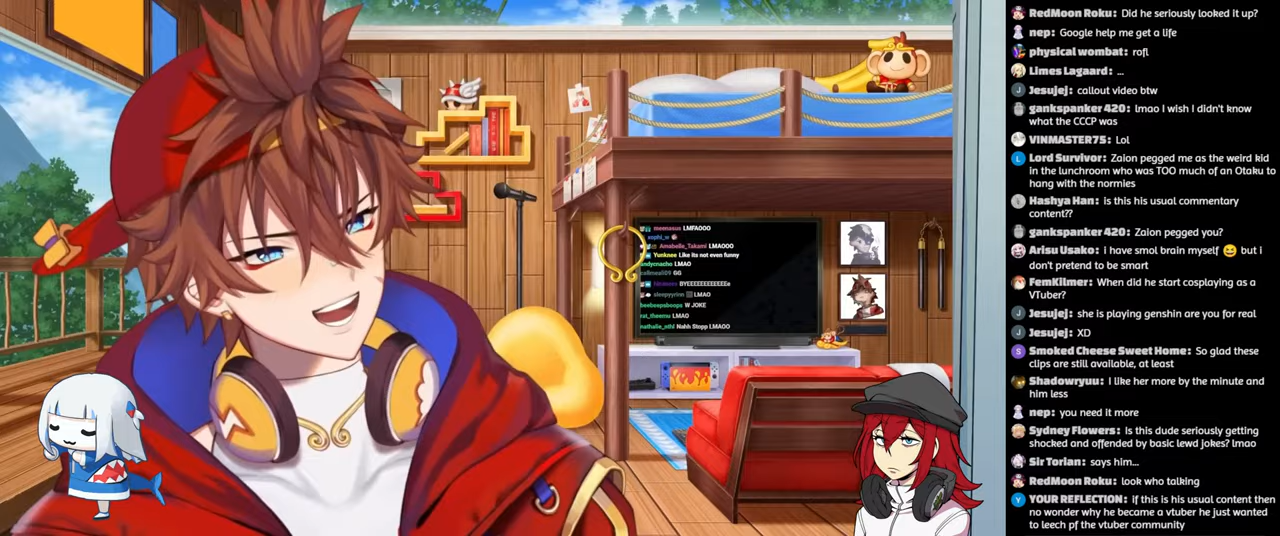 meemasus LMFAOOO
sophi_w
Amabelle_Takami LMAOOO
Yunknee Like its not even funny
andycnacho LMAO
GG
BYEEEEEEEEEEEEe
sleepyyrinn LMAO
beebeepaboopa W JOKE
rat_theemu LMAO
nathalie_nthl Nahh Stopp LMAOO
RedMoon Roku: Did he seriously looked it up?
nep: Google help me get a life
physical wombat: rofl
Limes Lagaard: ...
J Jesujej: callout video btw
gankspanker 420: lmao I wish I didn't know
what the CCCP was
VINMASTER75: Lol
L Lord Survivor: Zaion pegged me as the weird kid
in the lunchroom who was TOO much of an Otaku to
hang with the normies
Hashya Han: is this his usual commentary
content??
gankspanker 420: Zaion pegged you?
Arisu Usako: i have smol brain myself 😆 but i
don't pretend to be smart
FemKilmer: When did he start cosplaying as a
VTuber?
J Jesujej: she is playing genshin are you for real
J Jesujej: XD
S Smoked Cheese Sweet Home: So glad these
clips are still available, at least
Shadowryuu: I like her more by the minute and
him less
nep: you need it more
Sydney Flowers: Is this dude seriously getting
shocked and offended by basic lewd jokes? lmao
Sir Torian: says him...
RedMoon Roku: look who talking
Y YOUR REFLECTION: if this is his usual content then
no wonder why he became a vtuber he just wanted
to leech pf the vtuber community